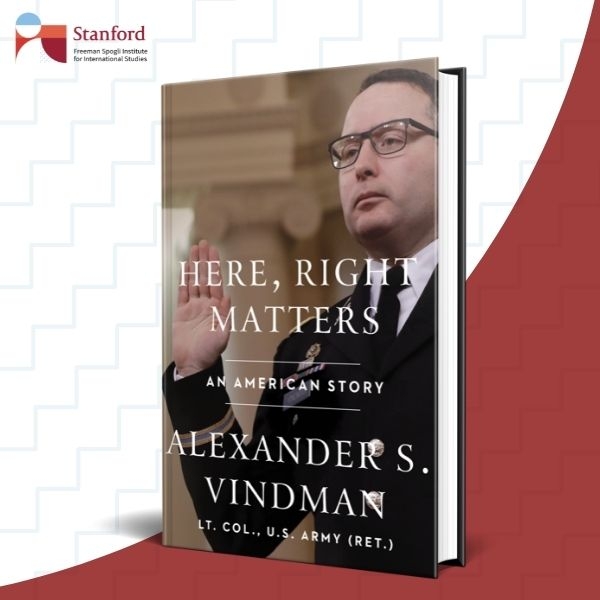 Stanford
Freeman Spogli Institute
for International Studies
HERE, RIGHT
MATTERS
AN AMERICAN STORY
ALEXANDER S.
VINDMAN
LT. COL., U.S. ARMY (RET.)